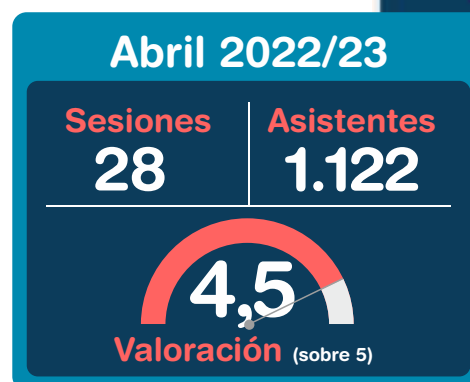 Abril 2022/23
Sesiones
28
Asistentes
1.122
4,5
Valoración (sobre 5)